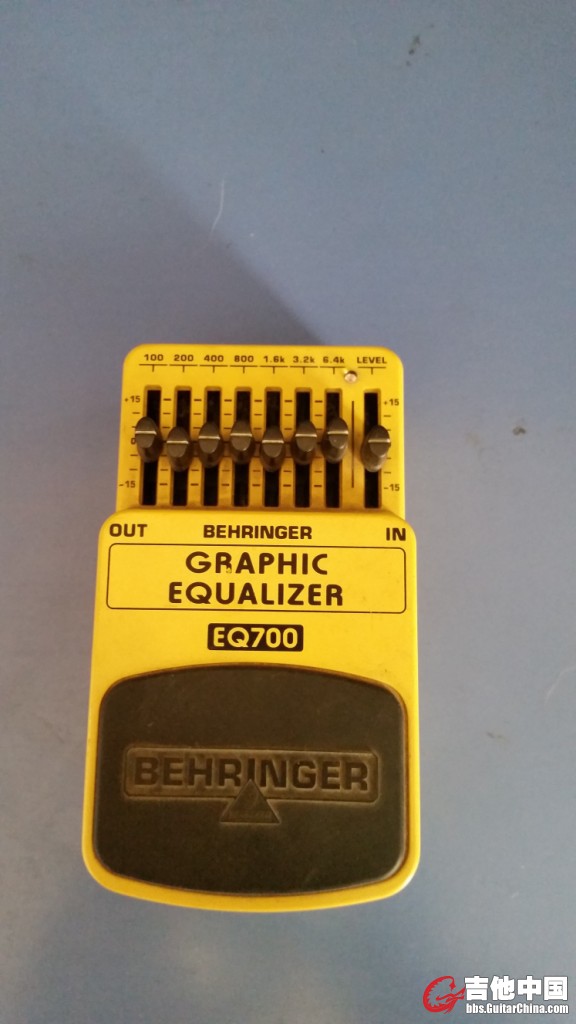 100 200 400 800 1.6k 3.2k 6.4k LEVEL
+15 +15
0
-15 -15
OUT BEHRINGER IN
GRAPHIC
EQUALIZER
EQ700
BEHRINGER
吉他中国
bbs.GuitarChina.com